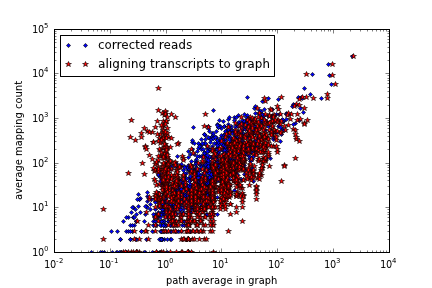 10^5
corrected reads
aligning transcripts to graph
10^4
10^3
10^2
10^1
10^0
average mapping count
10^-2 10^-1 10^0 10^1 10^2 10^3 10^4
path average in graph